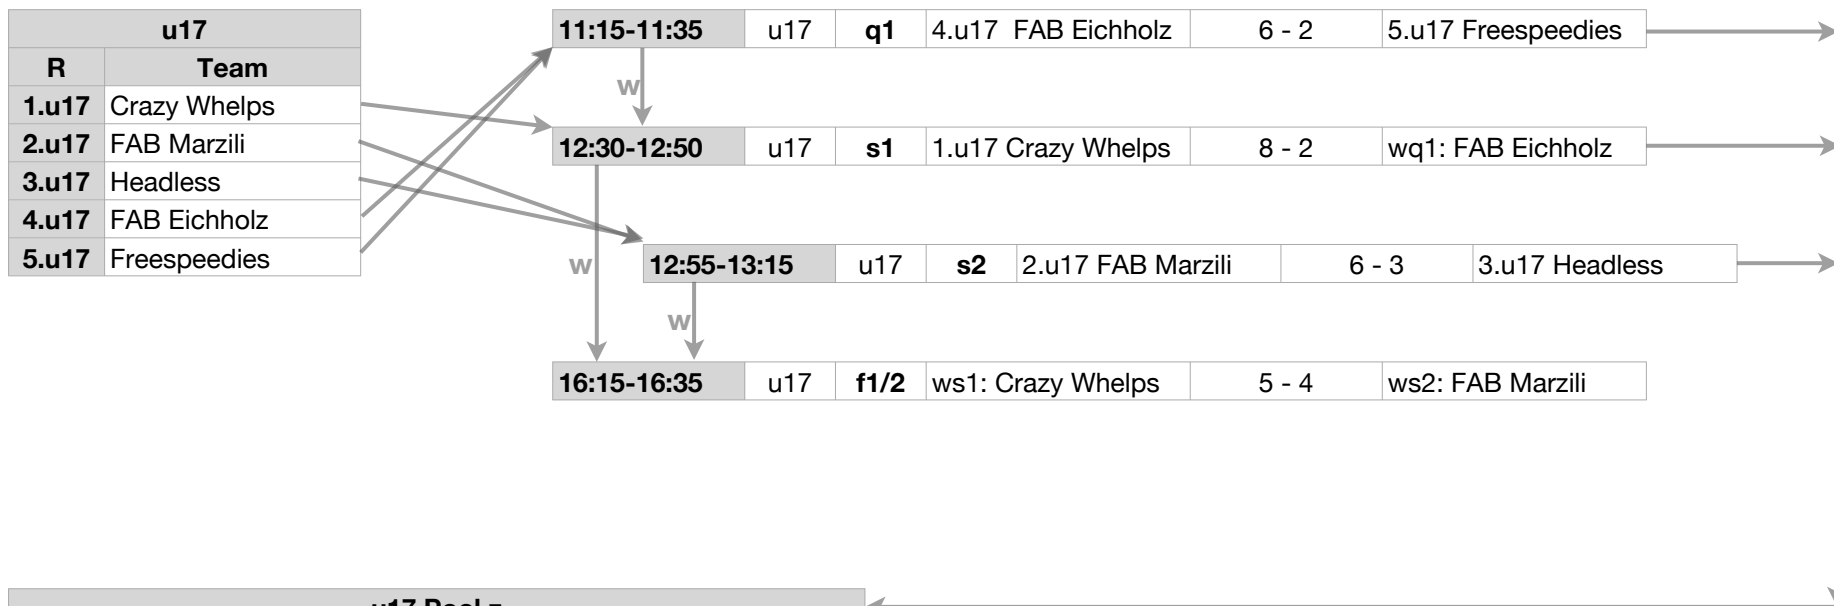 u17
R Team
1.u17 Crazy Whelps
2.u17 FAB Marzili
3.u17 Headless
4.u17 FAB Eichholz
5.u17 Freespeedies
11:15-11:35 u17 q1 4.u17 FAB Eichholz 6 - 2 5.u17 Freespeedies
w
12:30-12:50 u17 s1 1.u17 Crazy Whelps 8 - 2 wq1: FAB Eichholz
w
12:55-13:15 u17 s2 2.u17 FAB Marzili 6 - 3 3.u17 Headless
w
16:15-16:35 u17 f1/2 ws1: Crazy Whelps 5 - 4 ws2: FAB Marzili
u17 Pool z